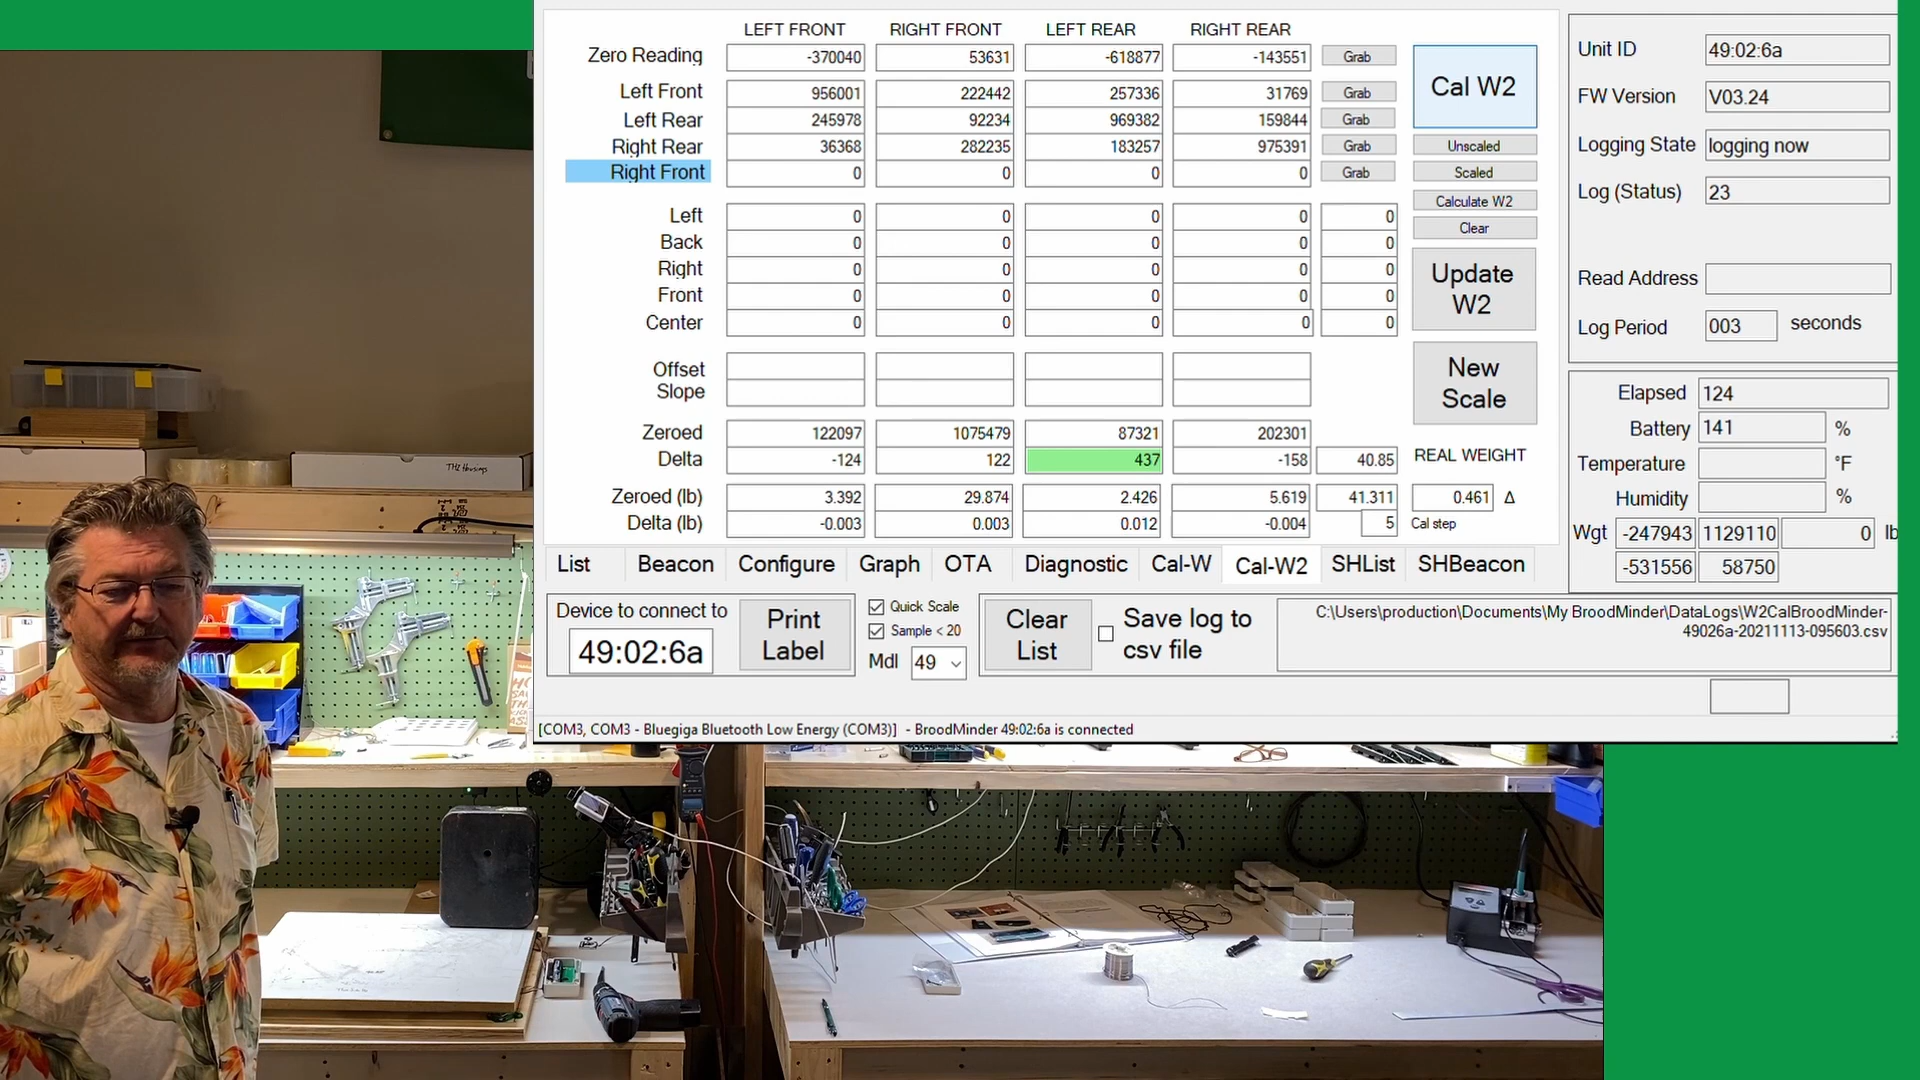 LEFT FRONT RIGHT FRONT LEFT REAR RIGHT REAR
Zero Reading -370040 53631 -618877 -143551 Grab
Left Front 956001 222442 257336 31769 Grab
Left Rear 245978 92234 969382 159844 Grab
Right Rear 36368 282235 183257 975391 Grab
Right Front 0 0 0 0 Grab
Left 0 0 0 0 0
Back 0 0 0 0 0
Right 0 0 0 0 0
Front 0 0 0 0 0
Center 0 0 0 0 0
Offset
Slope
Zeroed 122097 1075479 87321 202301
Delta -124 122 437 -158 40.85 REAL WEIGHT
Zeroed (lb) 3.392 29.874 2.426 5.619 41.311 0.461 Δ
Delta (lb) -0.003 0.003 0.012 -0.004 5 Cal step
Cal W2
Unscaled
Scaled
Calculate W2
Clear
Update
W2
New
Scale
Unit ID 49:02:6a
FW Version V03.24
Logging State logging now
Log (Status) 23
Read Address
Log Period 003 seconds
Elapsed 124
Battery 141 %
Temperature °F
Humidity %
Wgt -247943 1129110 0 lb
-531556 58750
List Beacon Configure Graph OTA Diagnostic Cal-W Cal-W2 SHList SHBeacon
Device to connect to
49:02:6a
Print
Label
Quick Scale
Sample < 20
Mdl 49
Clear
List
Save log to
csv file
C:\Users\production\Documents\My BroodMinder\DataLogs\W2CalBroodMinder-
49026a-20211113-095603.csv
[COM3, COM3 - Bluegiga Bluetooth Low Energy (COM3)] - BroodMinder 49:02:6a is connected
TH2 Housings